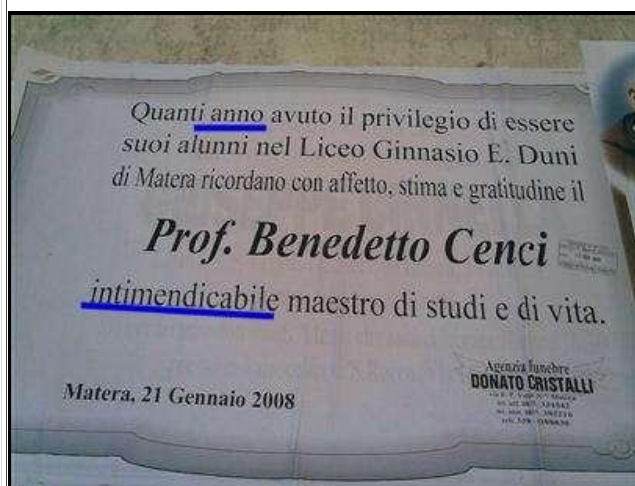 Quanti anno avuto il privilegio di essere
suoi alunni nel Liceo Ginnasio E. Duni
di Matera ricordano con affetto, stima e gratitudine il
Prof. Benedetto Cenci
intimendicabile maestro di studi e di vita.
Matera, 21 Gennaio 2008
Agenzia funebre
DONATO CRISTALLI